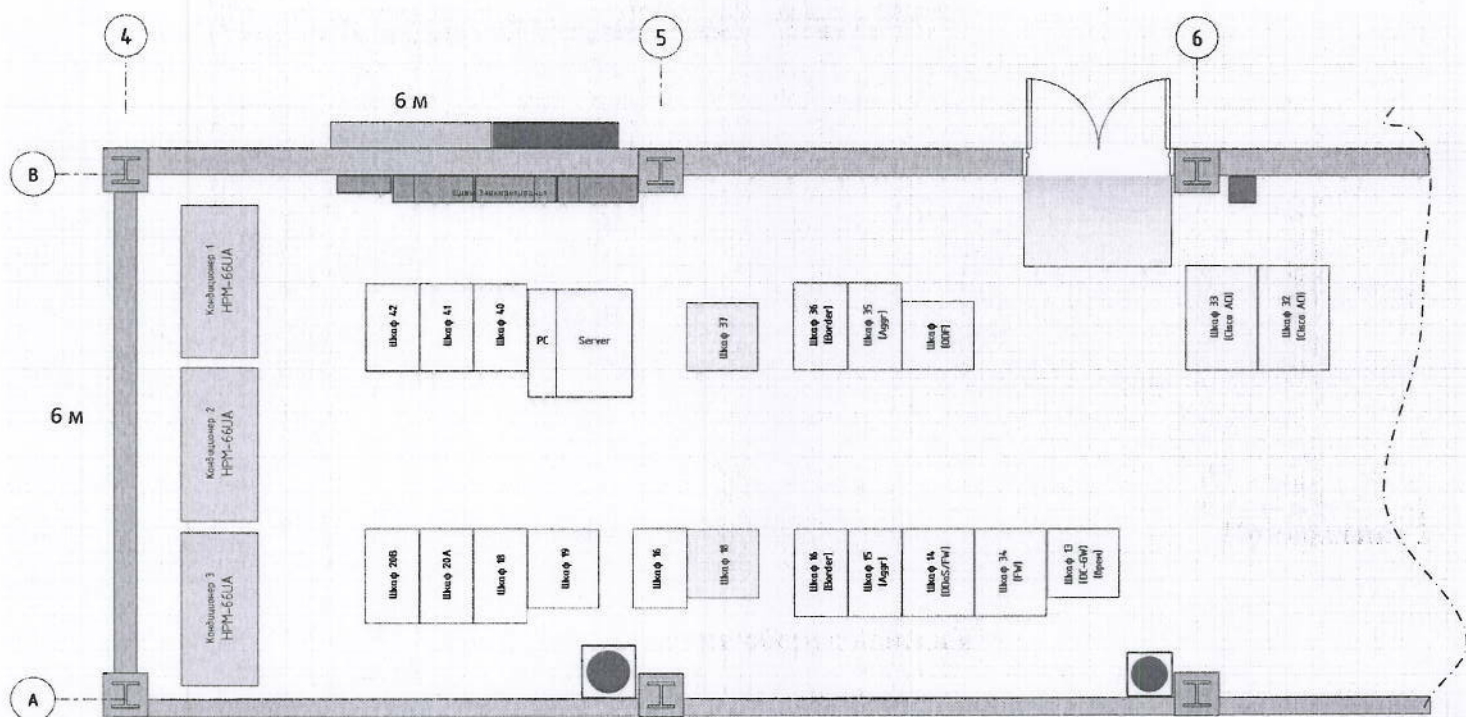 4
5
6
6 м
В
Кондиционер 1
HPM-66UA
Шкаф 42
Шкаф 41
Шкаф 40
PC
Server
Шкаф 37
Шкаф 36
(Border)
Шкаф 35
(Aggr)
Шкаф
(ODF)
Шкаф 33
(Cisco ACI)
Шкаф 32
(Cisco ACI)
6 м
Кондиционер 2
HPM-66UA
Кондиционер 3
HPM-66UA
Шкаф 20В
Шкаф 20А
Шкаф 18
Шкаф 19
Шкаф 16
Шкаф 18
Шкаф 16
(Border)
Шкаф 15
(Aggr)
Шкаф 14
(DDoS/FW)
Шкаф 34
(FW)
Шкаф 13
(DC-GW)
А